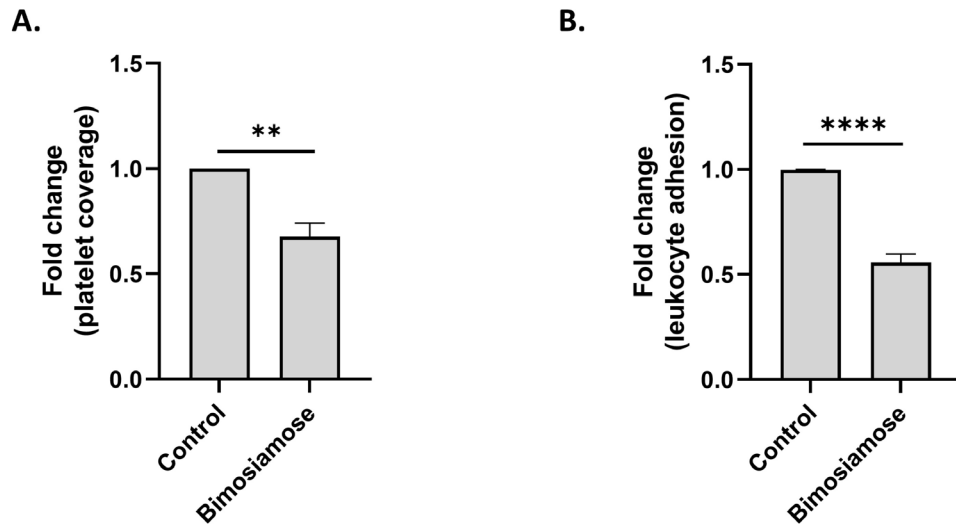 A.
1.5
**
1.0
0.5
0.0
Fold change
(platelet coverage)
Control
Bimosiamose
B.
1.5
****
1.0
0.5
0.0
Fold change
(leukocyte adhesion)
Control
Bimosiamose